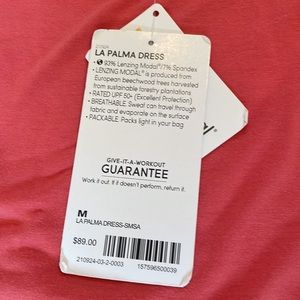 LA PALMA DRESS
• 93% Lenzing Modal®/7% Spandex
• LENZING MODAL® is produced from
European beechwood trees harvested
from sustainable forestry plantations
• RATED UPF 50+ (Excellent Protection)
• BREATHABLE. Sweat can travel through
fabric and evaporate on the surface
• PACKABLE. Packs light in your bag
GIVE-IT-A-WORKOUT
GUARANTEE
Work it out. If it doesn't perform, return it.
M
LA PALMA DRESS-SMSA
$89.00
210924-03-2-0003
157596500039